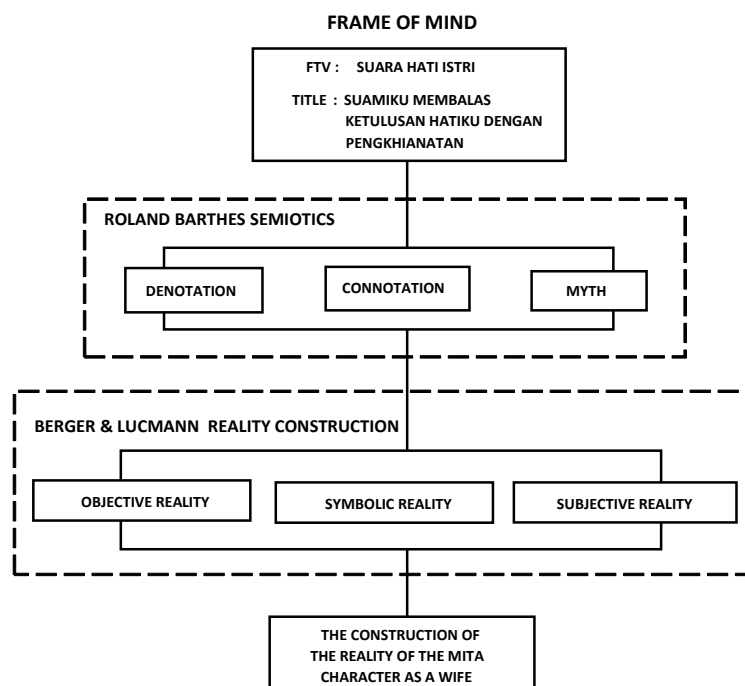 FRAME OF MIND
FTV : SUARA HATI ISTRI
TITLE : SUAMIKU MEMBALAS
KETULUSAN HATIKU DENGAN
PENGKHIANATAN
ROLAND BARTHES SEMIOTICS
DENOTATION
CONNOTATION
MYTH
BERGER & LUCMANN REALITY CONSTRUCTION
OBJECTIVE REALITY
SYMBOLIC REALITY
SUBJECTIVE REALITY
THE CONSTRUCTION OF
THE REALITY OF THE MITA
CHARACTER AS A WIFE